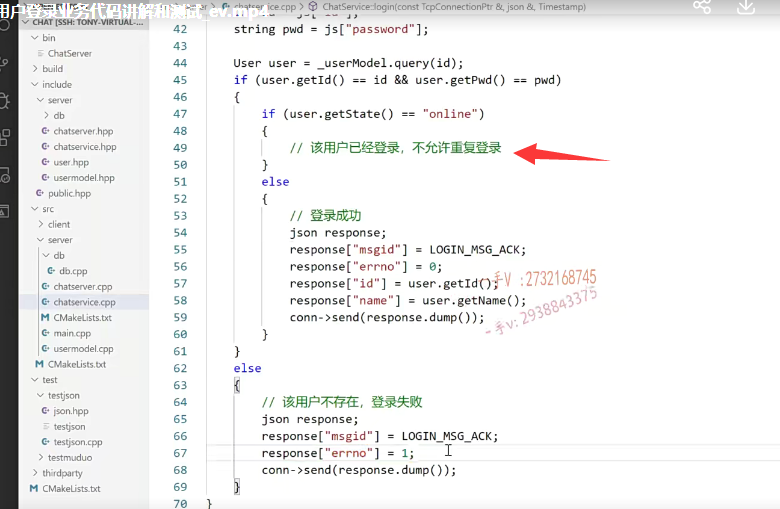 用户登录业务代码讲解和测试_ev.mp4
chatservice.cpp > ChatService::login(const TcpConnectionPtr &, json &, Timestamp)
CHAT [SSH: TONY-VIRTUAL-...
bin
ChatServer
build
include
server
db
chatserver.hpp
chatservice.hpp
user.hpp
usermodel.hpp
public.hpp
src
client
server
db
db.cpp
chatserver.cpp
chatservice.cpp
CMakeLists.txt
main.cpp
usermodel.cpp
CMakeLists.txt
test
testjson
json.hpp
testjson
testjson.cpp
testmuduo
thirdparty
CMakeLists.txt
42 string pwd = js["password"];
43
44 User user = _userModel.query(id);
45 if (user.getId() == id && user.getPwd() == pwd)
46 {
47 if (user.getState() == "online")
48 {
49 // 该用户已经登录，不允许重复登录
50 }
51 else
52 {
53 // 登录成功
54 json response;
55 response["msgid"] = LOGIN_MSG_ACK;
56 response["errno"] = 0;
57 response["id"] = user.getId();
58 response["name"] = user.getName();
59 conn->send(response.dump());
60 }
61 }
62 else
63 {
64 // 该用户不存在，登录失败
65 json response;
66 response["msgid"] = LOGIN_MSG_ACK;
67 response["errno"] = 1;
68 conn->send(response.dump());
69 }
70 }
一手V :2732168745
一手v: 2938843375